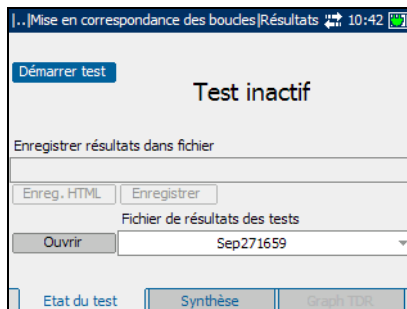 |..|Mise en correspondance des boucles|Résultats 10:42
Démarrer test
Test inactif
Enregistrer résultats dans fichier
Enreg. HTML Enregistrer
Fichier de résultats des tests
Ouvrir Sep271659
Etat du test Synthèse Graph TDR